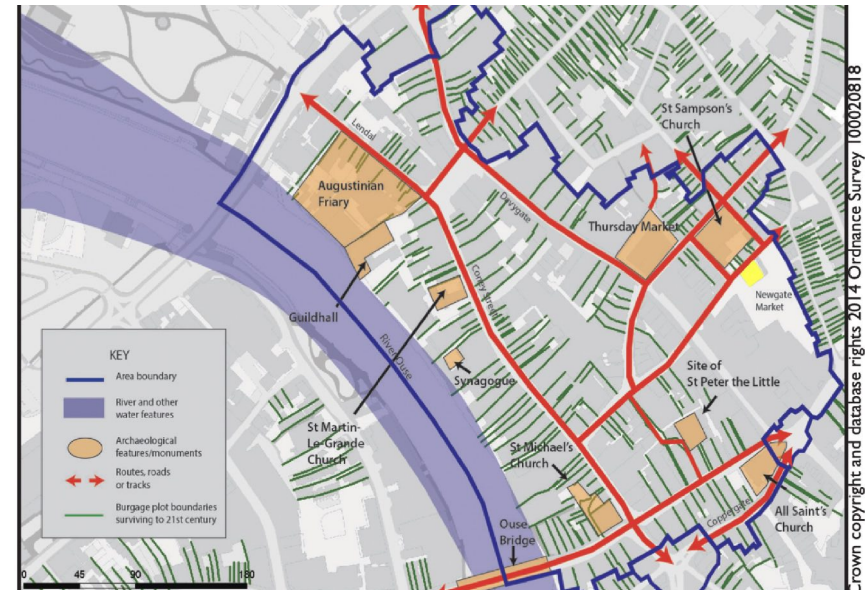 St Sampson's
Church
Lendal
Augustinian
Friary
Davygate
Thursday Market
Coney Street
Newgate
Market
Guildhall
River Ouse
KEY
Area boundary
River and other
water features
Archaeological
features/monuments
Routes, roads
or tracks
Burgage plot boundaries
surviving to 21st century
Synagogue
Site of
St Peter the Little
St Martin-
Le-Grande
Church
St Michael's
Church
Ouse
Bridge
Coppergate
All Saint's
Church
0 45 90 180
rown copyright and database rights 2014 Ordnance Survey 100020818